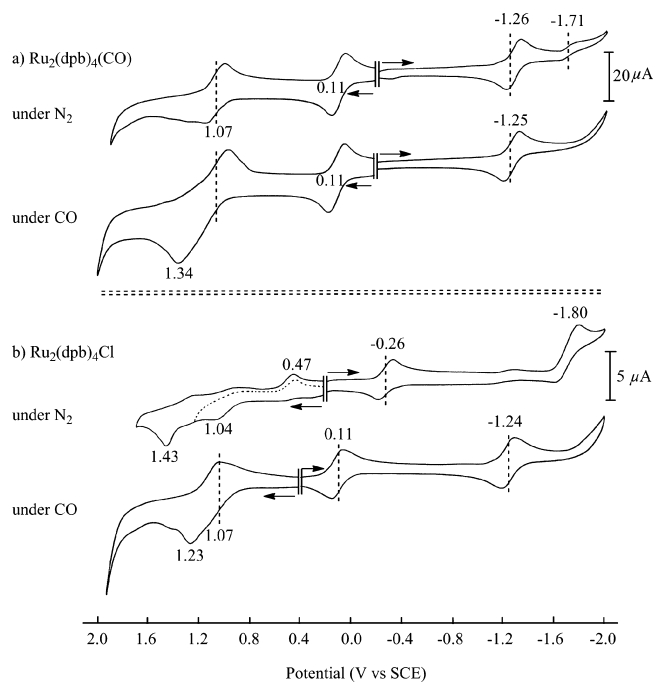 -1.26 -1.71
a) Ru2(dpb)4(CO)
20 μA
0.11
under N2
1.07
-1.25
0.11
under CO
1.34
-1.80
b) Ru2(dpb)4Cl
0.47
-0.26
5 μA
under N2
1.04
1.43
0.11
-1.24
under CO
1.07
1.23
2.0 1.6 1.2 0.8 0.4 0.0 -0.4 -0.8 -1.2 -1.6 -2.0
Potential (V vs SCE)